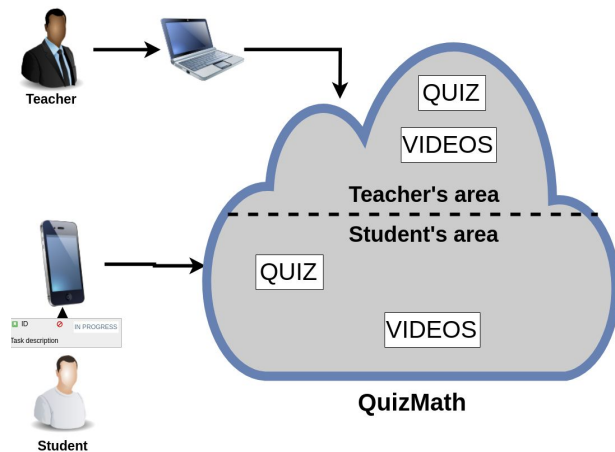 Teacher
QUIZ
VIDEOS
Teacher's area
Student's area
QUIZ
VIDEOS
ID
IN PROGRESS
Task description
QuizMath
Student